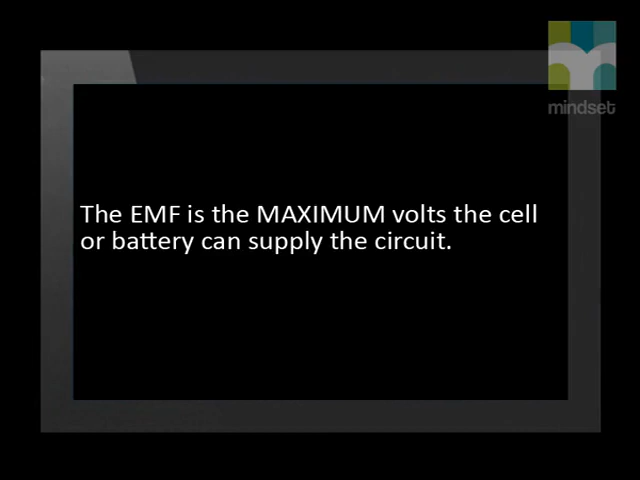 mindset
The EMF is the MAXIMUM volts the cell
or battery can supply the circuit.